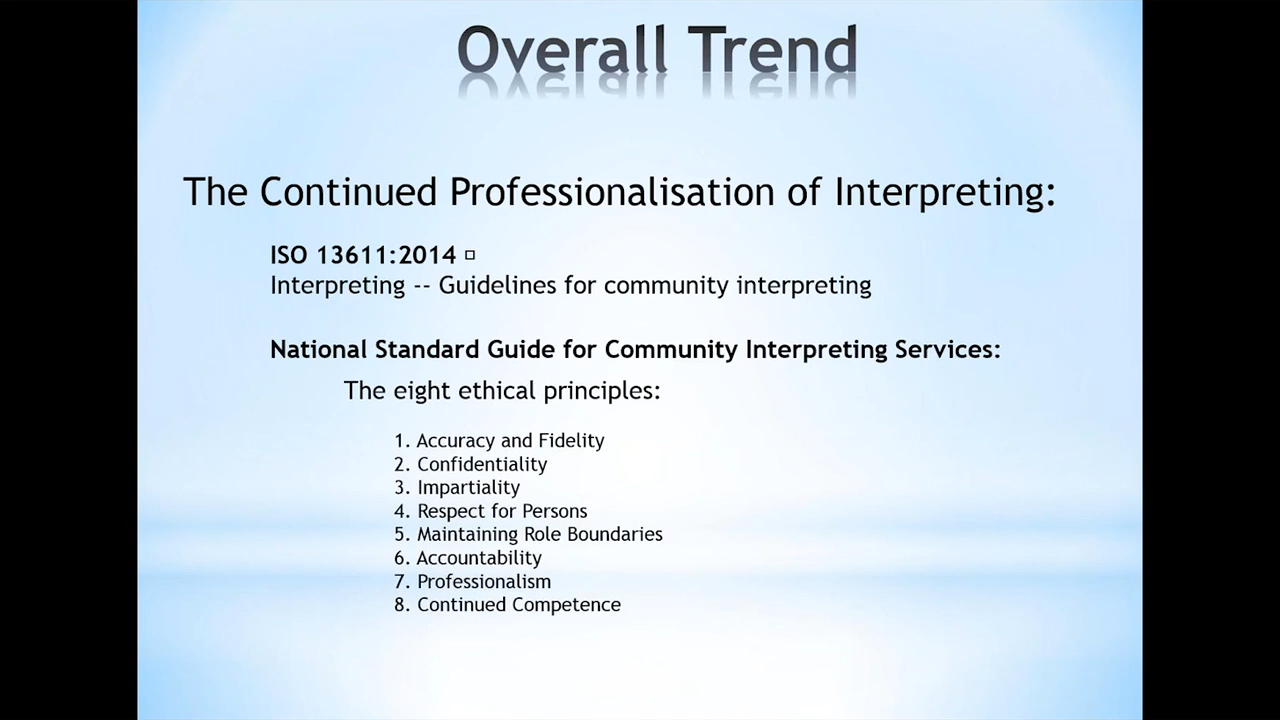 Overall Trend
The Continued Professionalisation of Interpreting:
ISO 13611:2014
Interpreting -- Guidelines for community interpreting
National Standard Guide for Community Interpreting Services:
The eight ethical principles:
1. Accuracy and Fidelity
2. Confidentiality
3. Impartiality
4. Respect for Persons
5. Maintaining Role Boundaries
6. Accountability
7. Professionalism
8. Continued Competence